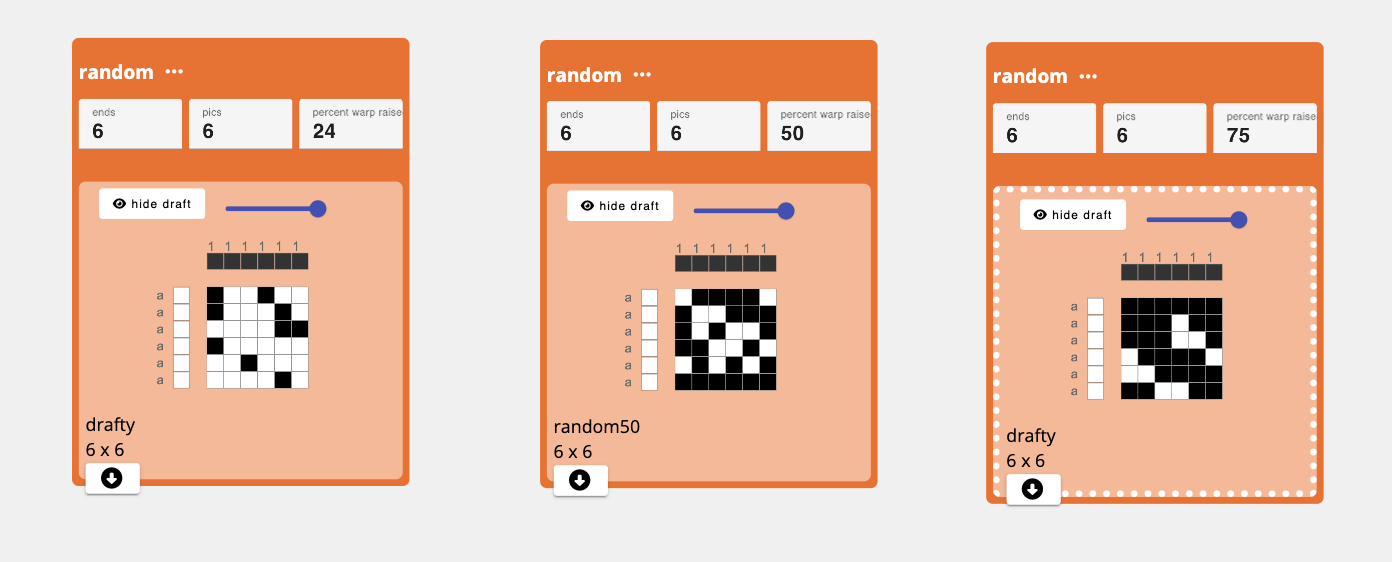 random ···
ends
6
pics
6
percent warp raise
24
hide draft
1 1 1 1 1 1
a
a
a
a
a
a
drafty
6 x 6
random ···
ends
6
pics
6
percent warp raise
50
hide draft
1 1 1 1 1 1
a
a
a
a
a
a
random50
6 x 6
random ···
ends
6
pics
6
percent warp raise
75
hide draft
1 1 1 1 1 1
a
a
a
a
a
a
drafty
6 x 6